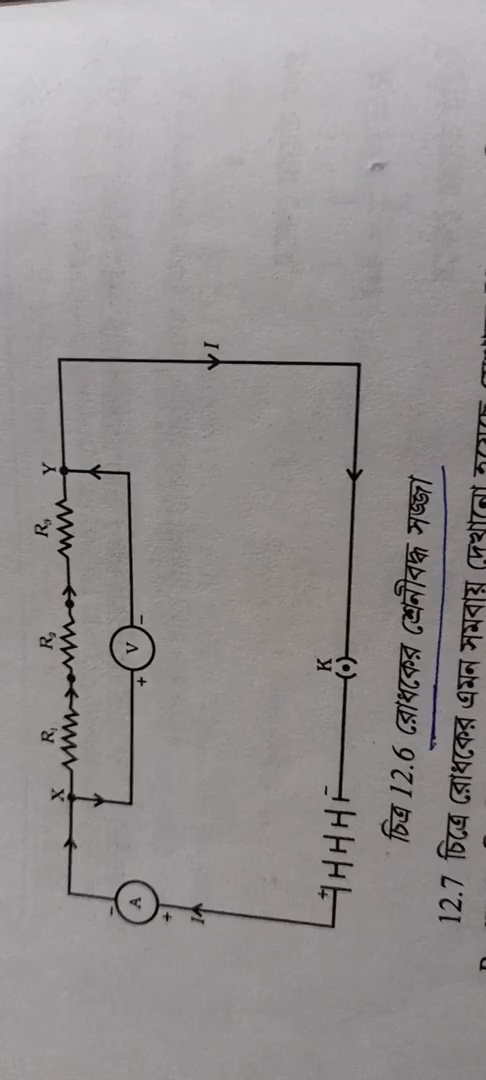 R₁ R₂ R₃
X Y
+ V −
− A +
I
I
+ − K
চিত্র 12.6 রোধকের শ্রেনীবদ্ধ সজ্জা
12.7 চিত্রে রোধকের এমন সমবায় দেখানো হয়েছে